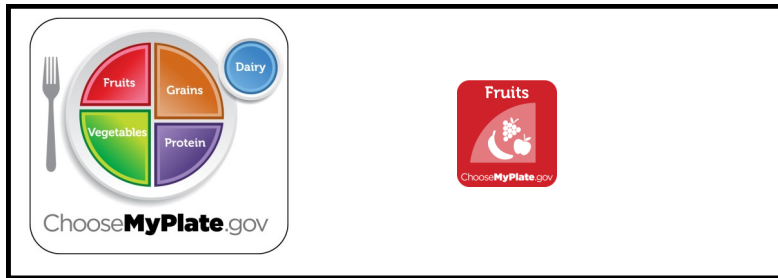 Fruits
Grains
Dairy
Vegetables
Protein
ChooseMyPlate.gov
Fruits
ChooseMyPlate.gov